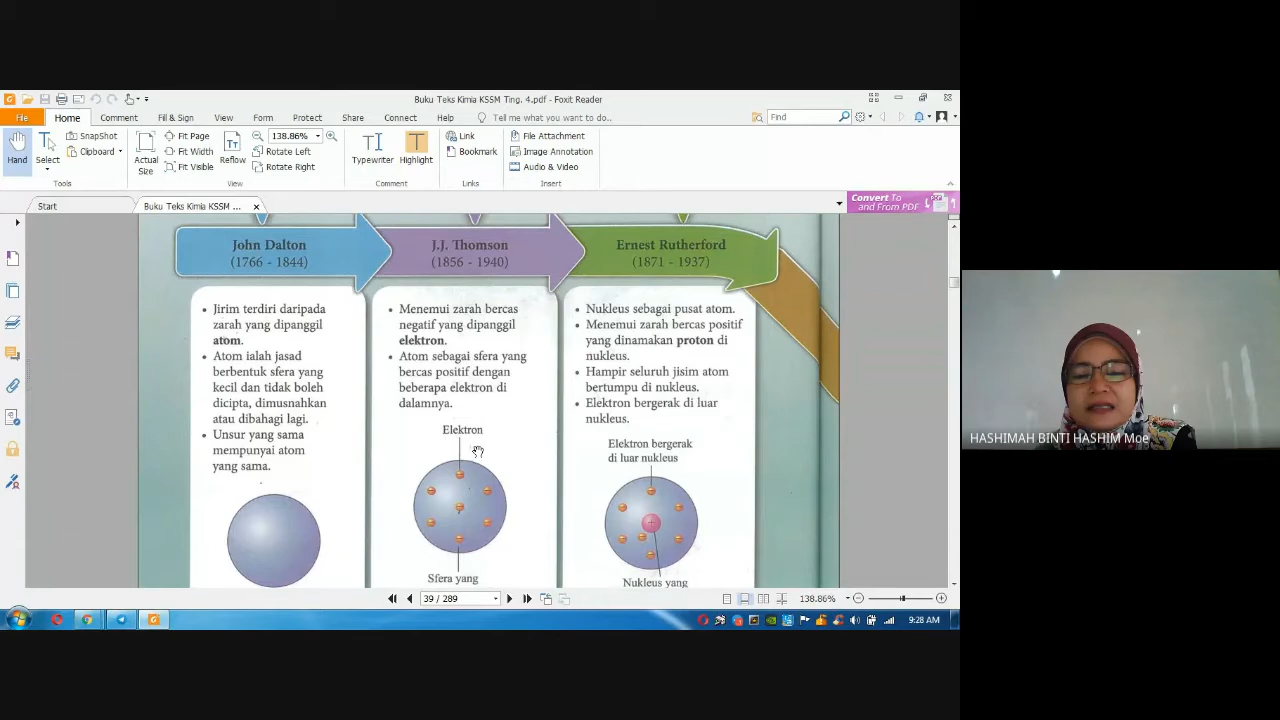 Buku Teks Kimia KSSM Ting. 4.pdf - Foxit Reader
File Home Comment Fill & Sign View Form Protect Share Connect Help Tell me what you want to do.. Find
Hand
Select
SnapShot
Clipboard
Tools
Actual Size
Fit Page
Fit Width
Fit Visible
Reflow
138.86%
Rotate Left
Rotate Right
View
Typewriter
Highlight
Comment
Link
Bookmark
Links
File Attachment
Image Annotation
Audio & Video
Insert
Start
Buku Teks Kimia KSSM ...
Convert To
and From PDF
PDF
John Dalton
(1766 - 1844)
J.J. Thomson
(1856 - 1940)
Ernest Rutherford
(1871 - 1937)
• Jirim terdiri daripada
zarah yang dipanggil
atom.
• Atom ialah jasad
berbentuk sfera yang
kecil dan tidak boleh
dicipta, dimusnahkan
atau dibahagi lagi.
• Unsur yang sama
mempunyai atom
yang sama.
• Menemui zarah bercas
negatif yang dipanggil
elektron.
• Atom sebagai sfera yang
bercas positif dengan
beberapa elektron di
dalamnya.
Elektron
Sfera yang
• Nukleus sebagai pusat atom.
• Menemui zarah bercas positif
yang dinamakan proton di
nukleus.
• Hampir seluruh jisim atom
bertumpu di nukleus.
• Elektron bergerak di luar
nukleus.
Elektron bergerak
di luar nukleus
Nukleus yang
39 / 289
138.86%
9:28 AM
HASHIMAH BINTI HASHIM Moe